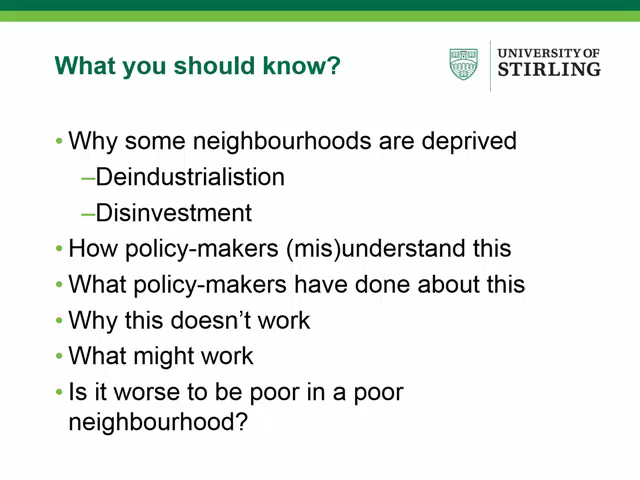 What you should know?
UNIVERSITY OF
STIRLING
• Why some neighbourhoods are deprived
–Deindustrialistion
–Disinvestment
• How policy-makers (mis)understand this
• What policy-makers have done about this
• Why this doesn’t work
• What might work
• Is it worse to be poor in a poor
neighbourhood?